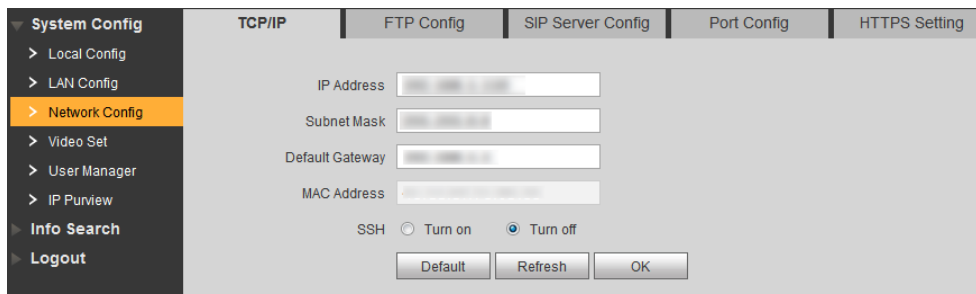 System Config
> Local Config
> LAN Config
> Network Config
> Video Set
> User Manager
> IP Purview
Info Search
Logout
TCP/IP FTP Config SIP Server Config Port Config HTTPS Setting
IP Address
Subnet Mask
Default Gateway
MAC Address
SSH Turn on Turn off
Default Refresh OK